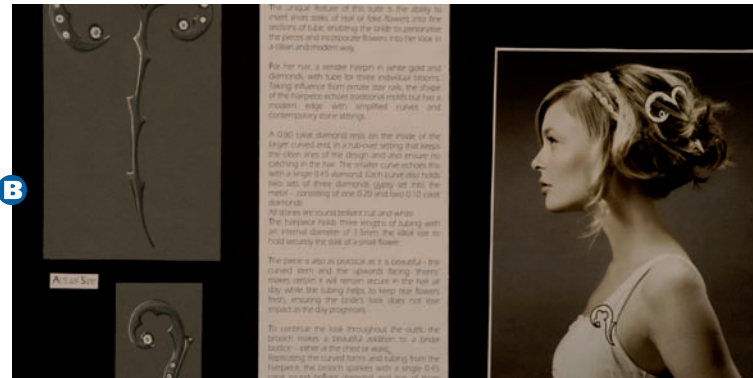 The unique feature of this suite is the ability to
insert short stalks of real or fake flowers into fine
sections of tube, enabling the bride to personalise
the pieces and incorporate flowers into her look in
a clean and modern way.
For her hair, a slender hairpin in white gold and
diamonds, with tube for three individual blooms.
Taking influence from ornate stair rails, the shape
of the hairpiece echoes traditional motifs but has a
modern edge with simplified curves and
contemporary stone settings.
A 0.80 carat diamond rests on the inside of the
larger curved end, in a rub-over setting that keeps
the clean lines of the design and also ensure no
catching in the hair. The smaller curve echoes this
with a single 0.45 diamond. Each curve also holds
two sets of three diamonds gypsy set into the
metal - consisting of one 0.20 and two 0.10 carat
diamonds.
All stones are round brilliant cut and white.
The hairpiece holds three lengths of tubing with
an internal diameter of 1.5mm, the ideal size to
hold securely the stalk of a small flower.
The piece is also as practical as it is beautiful - the
curved stem and the upwards facing 'thorns'
makes certain it will remain secure in the hair all
day while the tubing helps to keep real flowers
fresh, ensuring the bride's look does not lose
impact as the day progresses.
To continue the look throughout the outfit, the
brooch makes a beautiful addition to a bridal
bodice - either at the chest or waist.
Replicating the curved forms and tubing from the
hairpiece, the brooch sparkles with a single 0.45
carat round brilliant diamond and
B
Actual Size